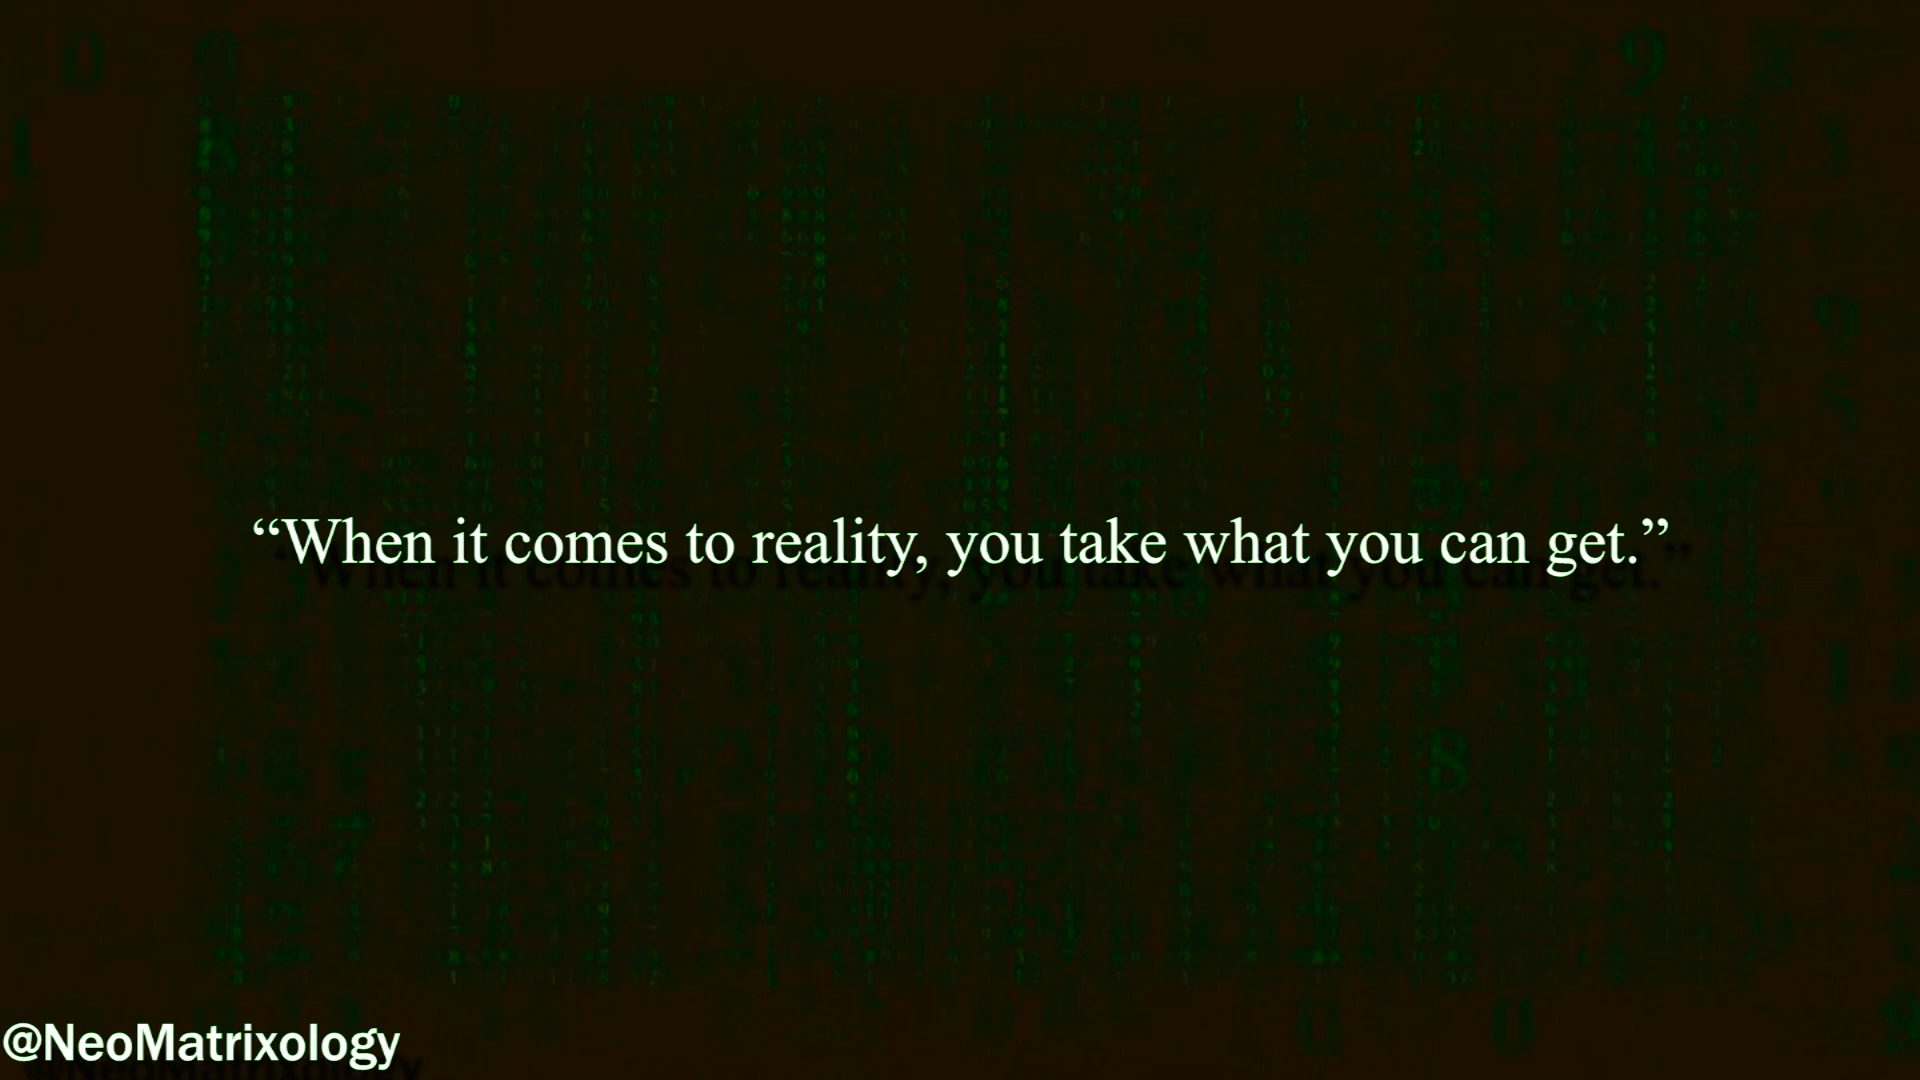 “When it comes to reality, you take what you can get.”
@NeoMatrixology